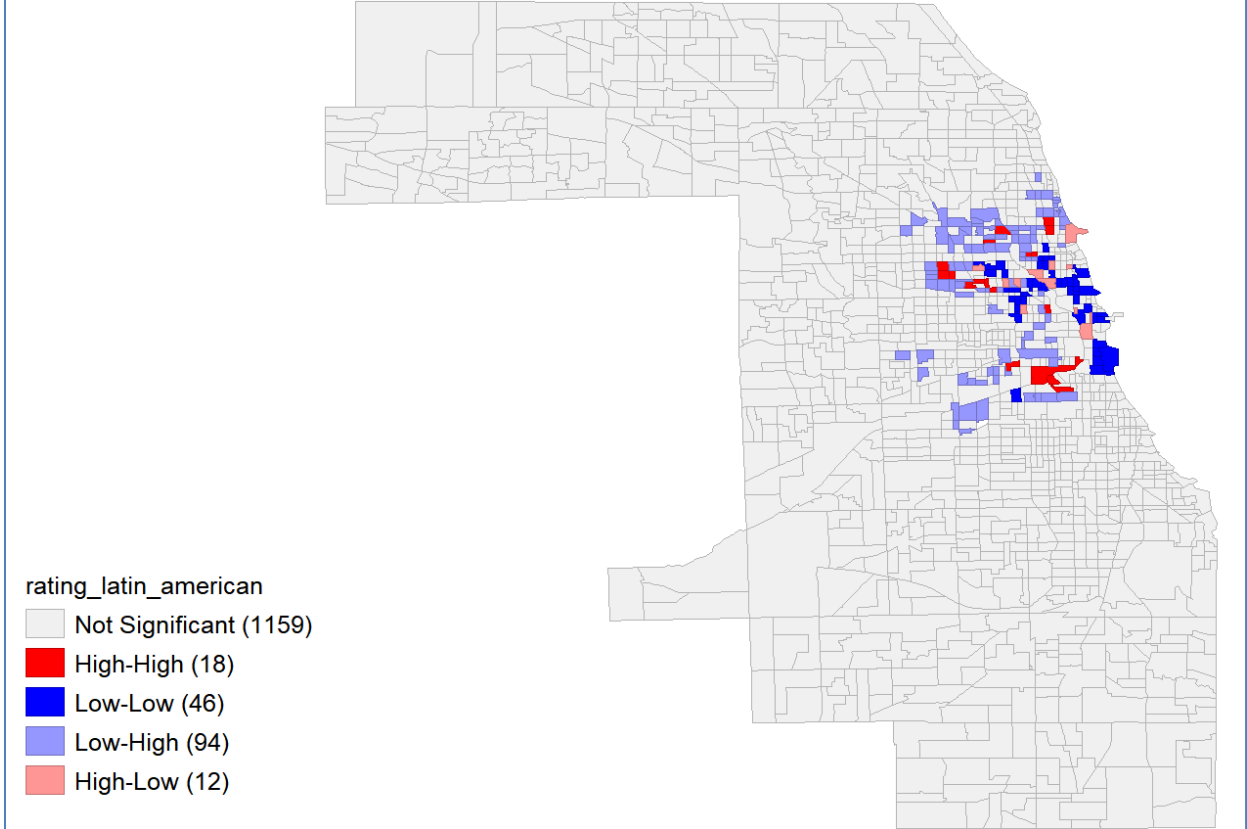 rating_latin_american
Not Significant (1159)
High-High (18)
Low-Low (46)
Low-High (94)
High-Low (12)